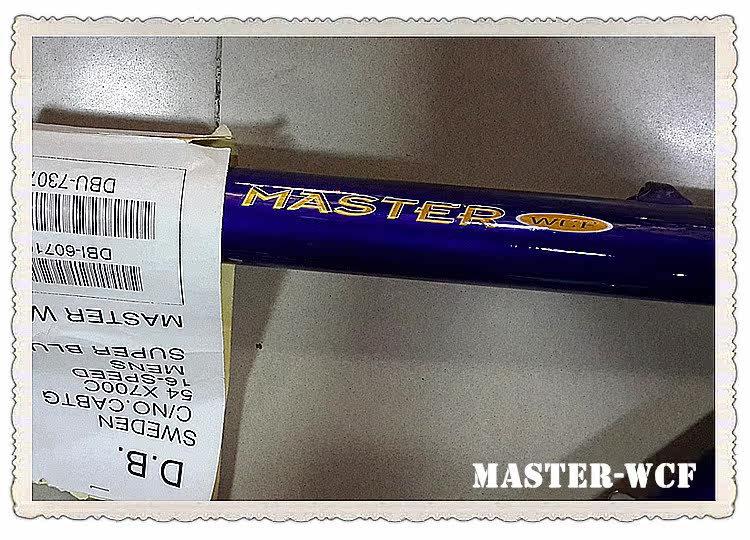 MASTER WCF
D.B.
SWEDEN
C/NO.CABTG
54 X700C
16-SPEED
MENS
SUPER BLU
MASTER W
DBI-6071
DBU-7307
MASTER-WCF